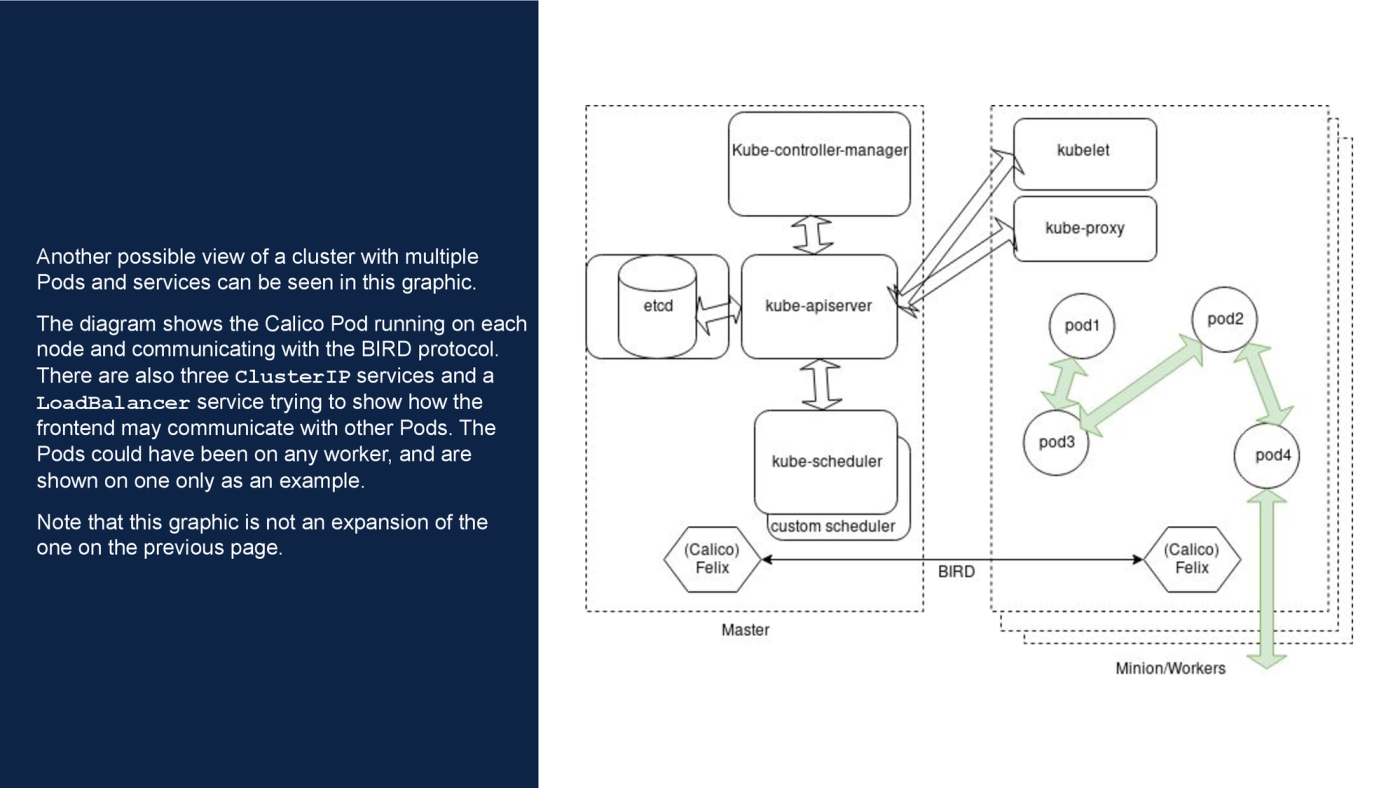 Another possible view of a cluster with multiple
Pods and services can be seen in this graphic.
The diagram shows the Calico Pod running on each
node and communicating with the BIRD protocol.
There are also three ClusterIP services and a
LoadBalancer service trying to show how the
frontend may communicate with other Pods. The
Pods could have been on any worker, and are
shown on one only as an example.
Note that this graphic is not an expansion of the
one on the previous page.
Kube-controller-manager
etcd
kube-apiserver
kube-scheduler
custom scheduler
(Calico)
Felix
Master
BIRD
kubelet
kube-proxy
pod1
pod2
pod3
pod4
(Calico)
Felix
Minion/Workers